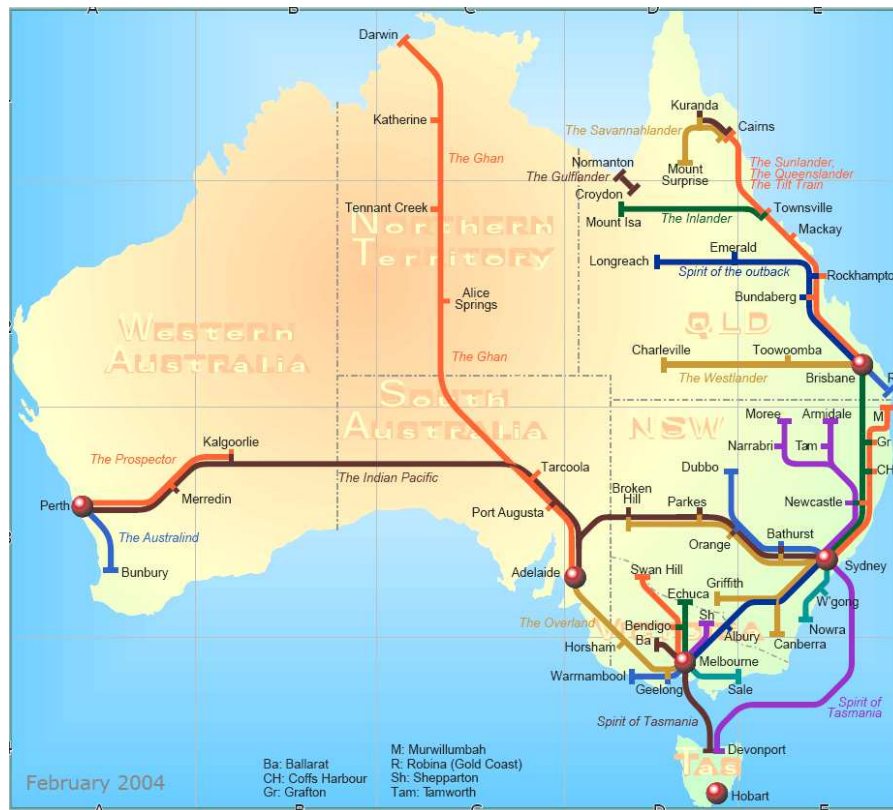 A
B
C
D
E
Darwin
Kuranda
Cairns
The Savannahlander
Katherine
The Ghan
Normanton
Mount
Surprise
The Sunlander,
The Queenslander
The Tilt Train
The Gulflander
Croydon
Tennant Creek
Northern
Territory
Mount Isa
The Inlander
Townsville
Mackay
Emerald
Longreach
Spirit of the outback
Rockhampto
Alice
Springs
Bundaberg
Western
Australia
QLD
The Ghan
Charleville
Toowoomba
The Westlander
Brisbane
R
South
Australia
NSW
Moree
Armidale
M
Kalgoorlie
Narrabri
Tam
Gr
The Prospector
The Indian Pacific
Tarcoola
Dubbo
CH
Merredin
Broken
Hill
Parkes
Newcastle
Perth
Port Augusta
The Australind
Orange
Bathurst
Sydney
Bunbury
Adelaide
Swan Hill
Griffith
Echuca
W'gong
The Overland
Bendigo
Sh
Albury
Nowra
Horsham
Ba
Canberra
Melbourne
Warrnambool
Geelong
Sale
Spirit of Tasmania
Spirit of
Tasmania
Devonport
Tas
Hobart
Ba: Ballarat
CH: Coffs Harbour
Gr: Grafton
M: Murwillumbah
R: Robina (Gold Coast)
Sh: Shepparton
Tam: Tamworth
February 2004
A
B
C
D
E